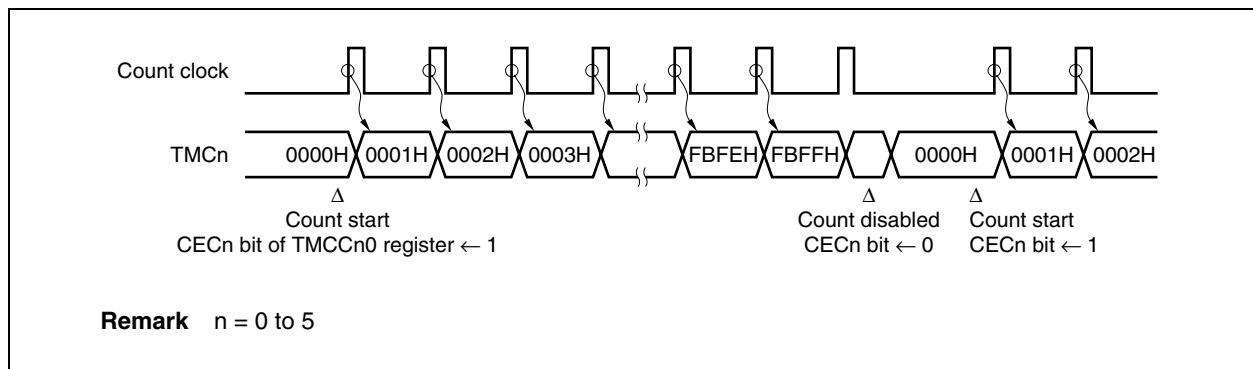 Count clock
TMCn
0000H 0001H 0002H 0003H FBFEH FBFFH 0000H 0001H 0002H
Δ Δ Δ
Count start Count disabled Count start
CECn bit of TMCCn0 register ← 1 CECn bit ← 0 CECn bit ← 1
Remark n = 0 to 5